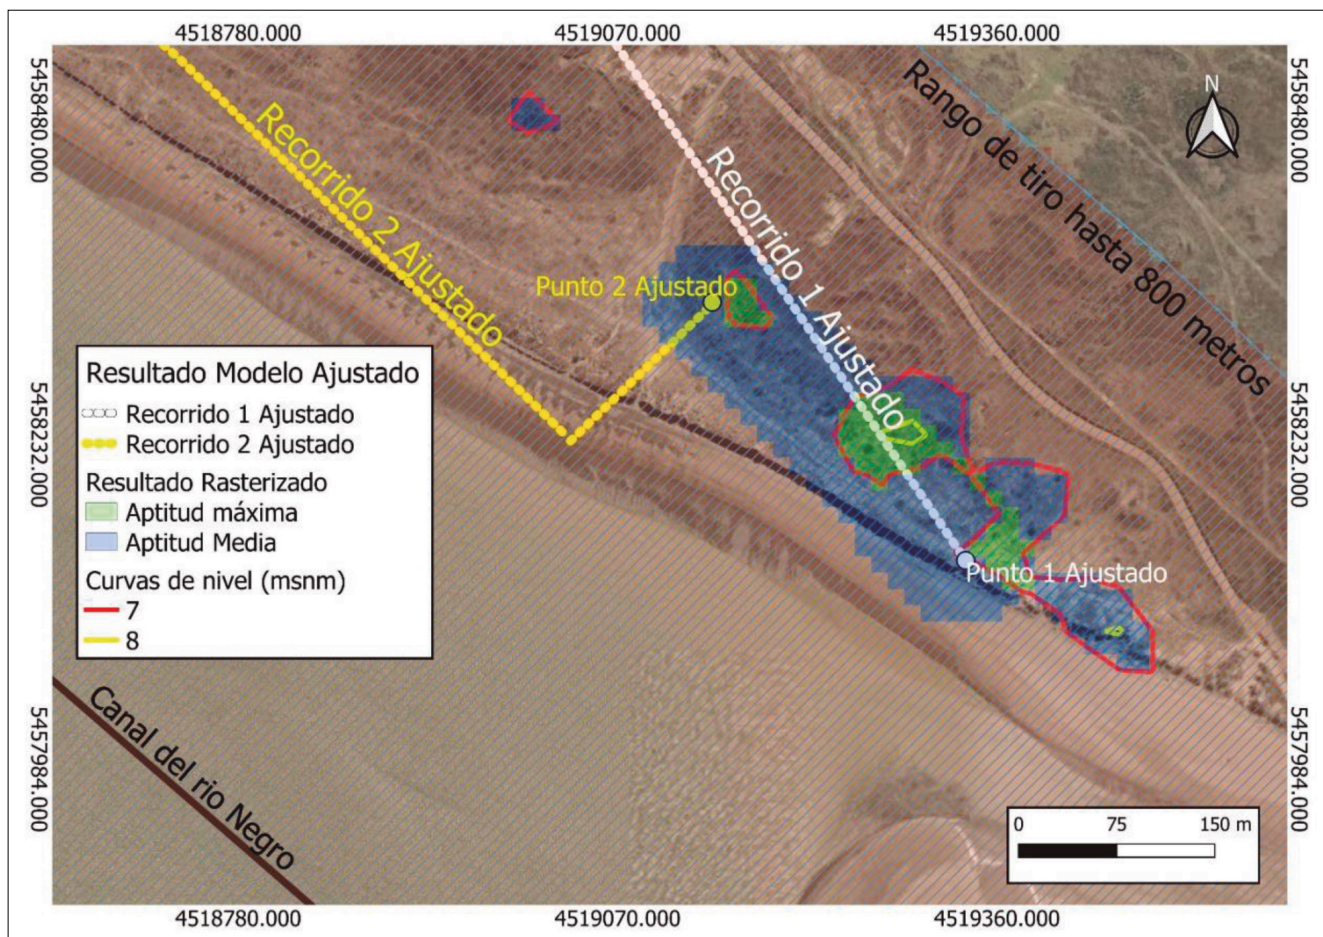 4518780.000 4519070.000 4519360.000
5458480.000
5458480.000
N
Rango de tiro hasta 800 metros
Recorrido 2 Ajustado
Recorrido 1 Ajustado
Punto 2 Ajustado
Resultado Modelo Ajustado
Recorrido 1 Ajustado
Recorrido 2 Ajustado
Resultado Rasterizado
Aptitud máxima
Aptitud Media
Curvas de nivel (msnm)
7
8
5458232.000
5458232.000
Punto 1 Ajustado
Canal del rio Negro
5457984.000
5457984.000
0 75 150 m
4518780.000 4519070.000 4519360.000